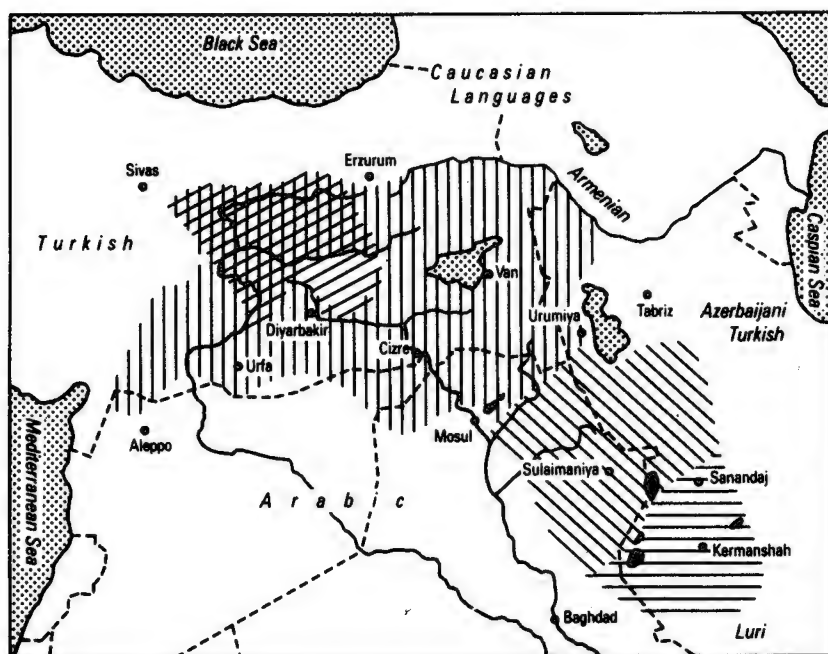 Black Sea
Caucasian
Languages
Sivas
Erzurum
Armenian
Caspian Sea
Turkish
Van
Tabriz
Azerbaijani
Turkish
Urumiya
Diyarbakir
Cizre
Urfa
Aleppo
Mosul
Mediterranean Sea
Sulaimaniya
Sanandaj
Arabic
Kermanshah
Baghdad
Luri